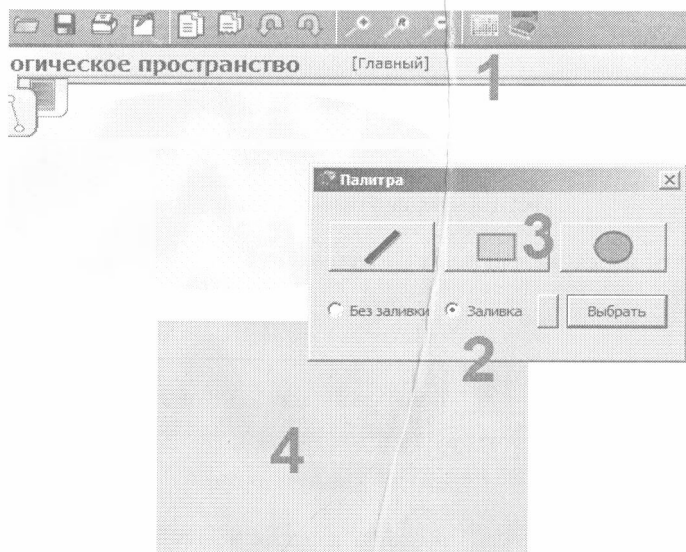 R
огическое пространство [Главный]
1
Палитра
3
Без заливки Заливка Выбрать
2
4